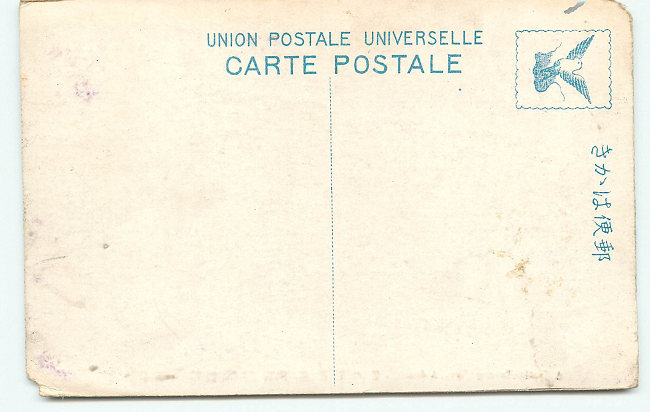 UNION POSTALE UNIVERSELLE
CARTE POSTALE
郵便はかき